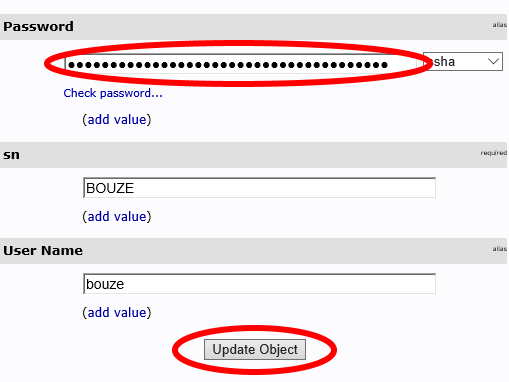 Password alias
●●●●●●●●●●●●●●●●●●●●●●●●●●●●●●●●●●●●●● ssha
Check password...
(add value)
sn required
BOUZE
(add value)
User Name alias
bouze
(add value)
Update Object